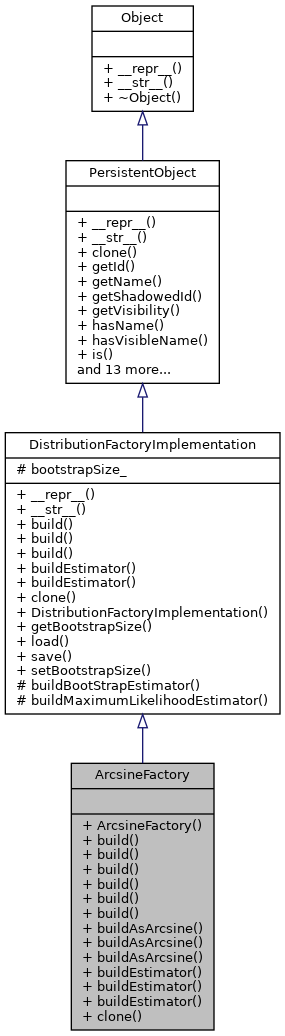 Object
+ __repr__()
+ __str__()
+ ~Object()
PersistentObject
+ __repr__()
+ __str__()
+ clone()
+ getId()
+ getName()
+ getShadowedId()
+ getVisibility()
+ hasName()
+ hasVisibleName()
+ is()
and 13 more...
DistributionFactoryImplementation
# bootstrapSize_
+ __repr__()
+ __str__()
+ build()
+ build()
+ build()
+ buildEstimator()
+ buildEstimator()
+ clone()
+ DistributionFactoryImplementation()
+ getBootstrapSize()
+ load()
+ save()
+ setBootstrapSize()
# buildBootStrapEstimator()
# buildMaximumLikelihoodEstimator()
ArcsineFactory
+ ArcsineFactory()
+ build()
+ build()
+ build()
+ build()
+ build()
+ build()
+ buildAsArcsine()
+ buildAsArcsine()
+ buildAsArcsine()
+ buildEstimator()
+ buildEstimator()
+ buildEstimator()
+ clone()